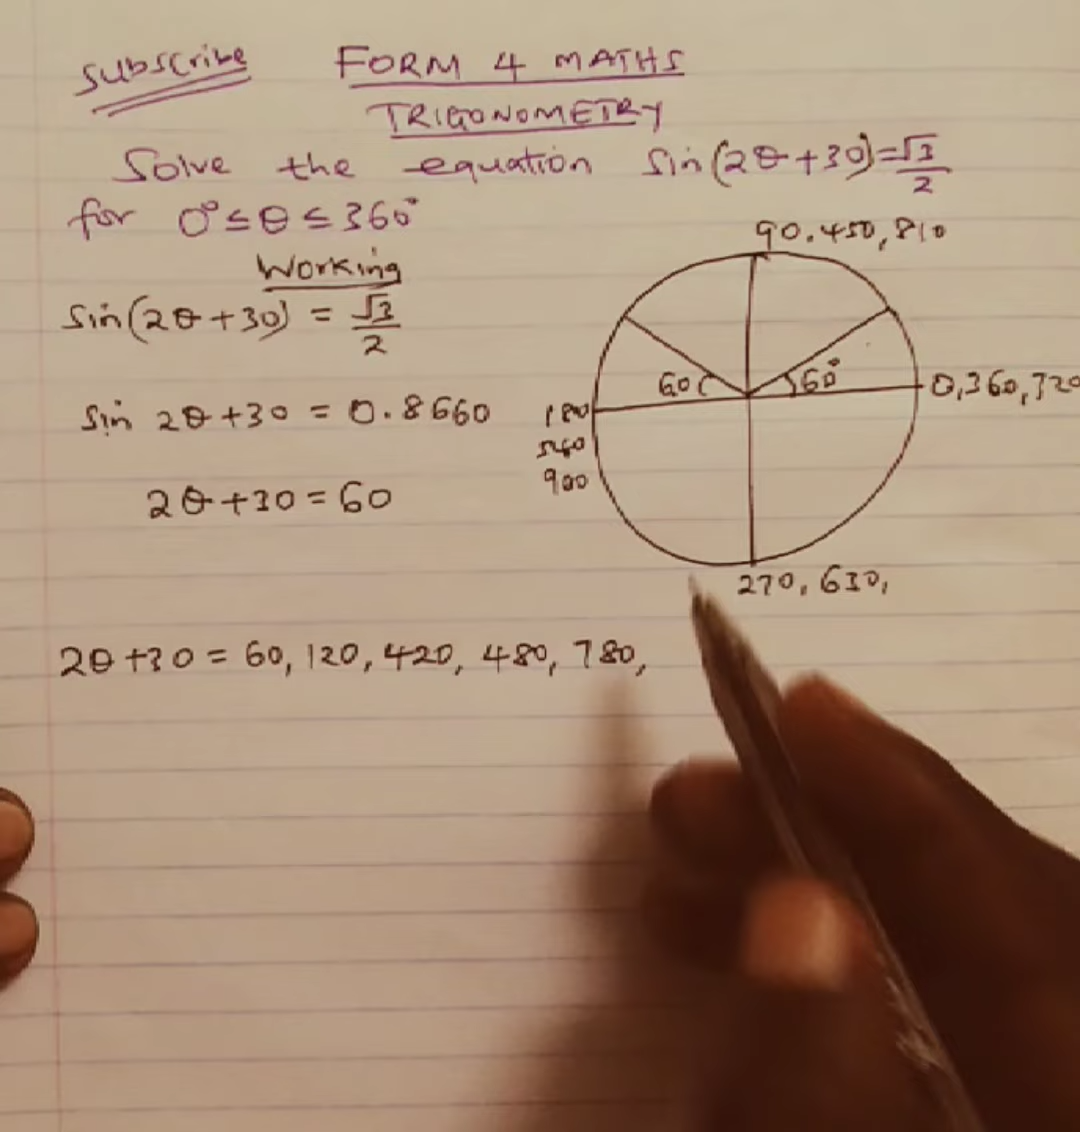 Subscribe FORM 4 MATHS
TRIGONOMETRY
Solve the equation Sin(2θ+30)=√3/2
for 0°≤θ≤360°
Working
90.450,810
Sin(2θ+30) = √3/2
60 60°
0,360,720
Sin 2θ+30 = 0.8660
180
540
900
2θ+30=60
270,630,
2θ+30 = 60,120,420,480,780,